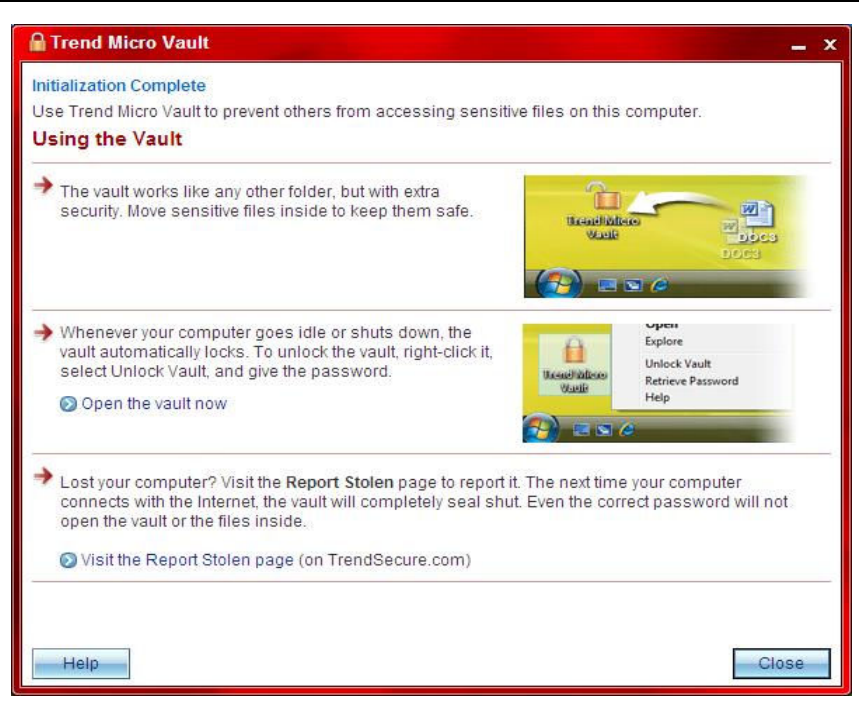 Trend Micro Vault
Initialization Complete
Use Trend Micro Vault to prevent others from accessing sensitive files on this computer.
Using the Vault
The vault works like any other folder, but with extra
security. Move sensitive files inside to keep them safe.
Trend Micro
Vault
DOC3
DOC3
Whenever your computer goes idle or shuts down, the
vault automatically locks. To unlock the vault, right-click it,
select Unlock Vault, and give the password.
Open the vault now
Trend Micro
Vault
Open
Explore
Unlock Vault
Retrieve Password
Help
Lost your computer? Visit the Report Stolen page to report it. The next time your computer
connects with the Internet, the vault will completely seal shut. Even the correct password will not
open the vault or the files inside.
Visit the Report Stolen page (on TrendSecure.com)
Help
Close